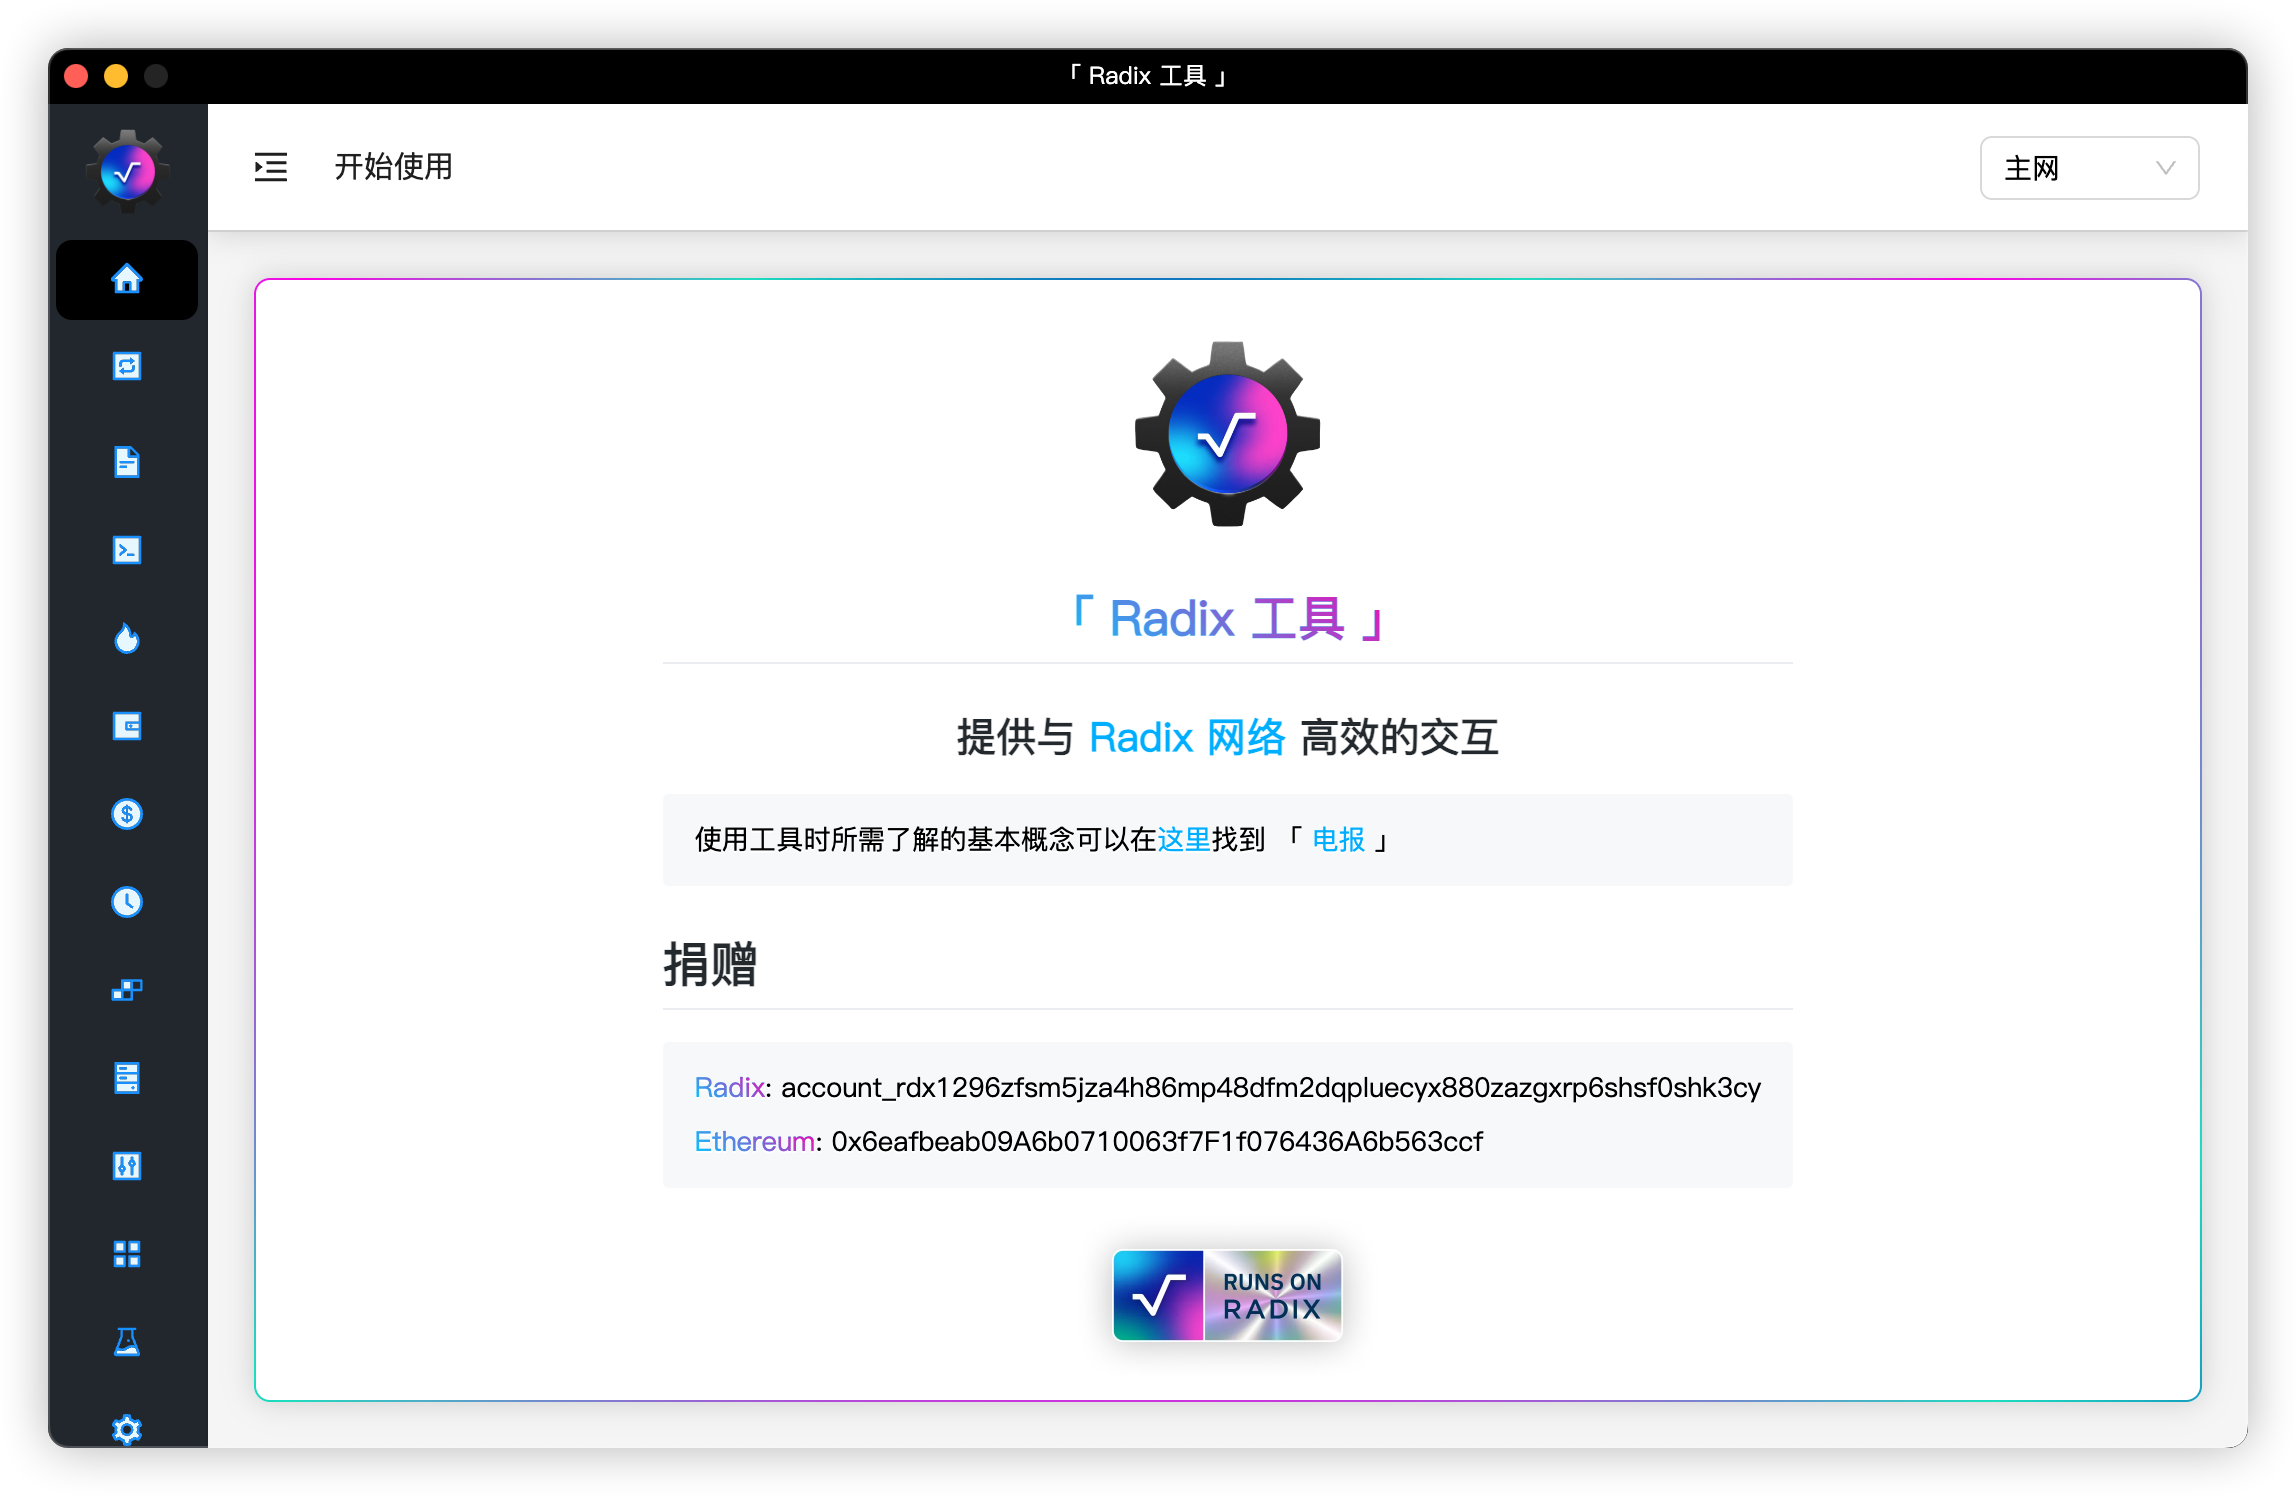 「 Radix 工具 」
开始使用
主网
「 Radix 工具 」
提供与 Radix 网络 高效的交互
使用工具时所需了解的基本概念可以在这里找到 「 电报 」
捐赠
Radix: account_rdx1296zfsm5jza4h86mp48dfm2dqpluecyx880zazgxrp6shsf0shk3cy
Ethereum: 0x6eafbeab09A6b0710063f7F1f076436A6b563ccf
RUNS ON
RADIX